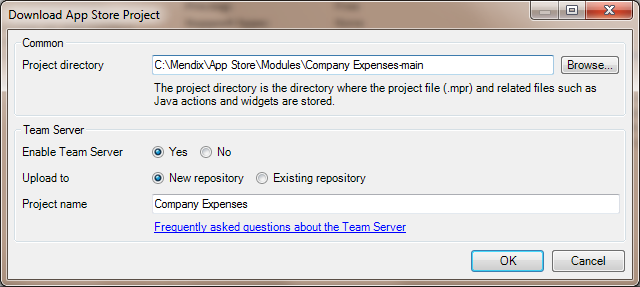 Download App Store Project
Common
Project directory
C:\Mendix\App Store\Modules\Company Expenses-main
Browse...
The project directory is the directory where the project file (.mpr) and related files such as
Java actions and widgets are stored.
Team Server
Enable Team Server
Yes
No
Upload to
New repository
Existing repository
Project name
Company Expenses
Frequently asked questions about the Team Server
OK
Cancel